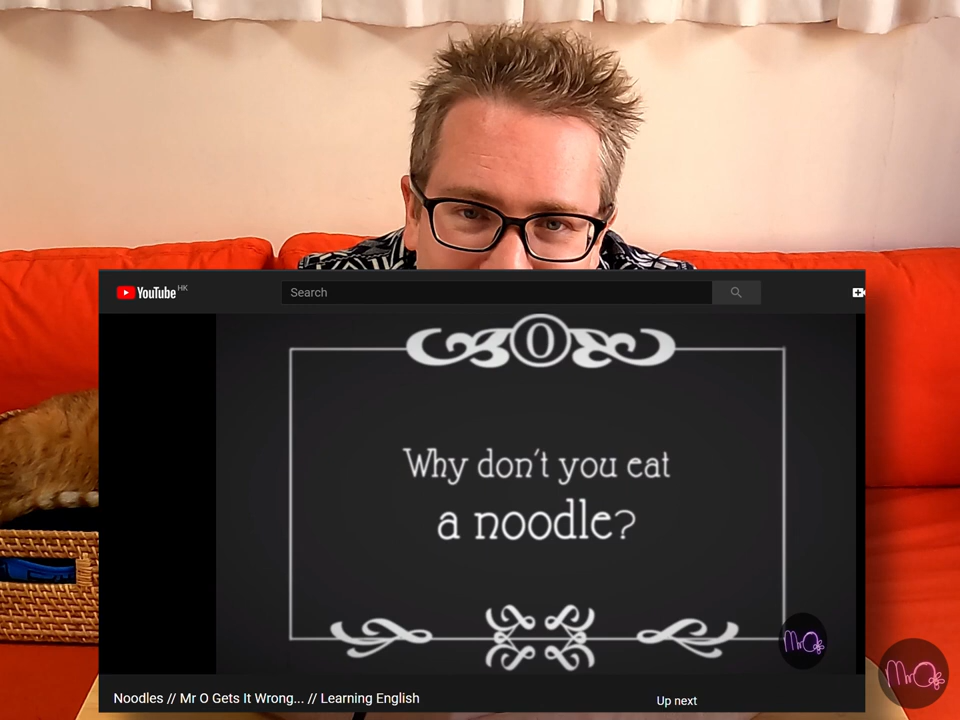 YouTube HK
Search
O
Why don't you eat
a noodle?
Mr O
Mr O
Noodles // Mr O Gets It Wrong... // Learning English
Up next